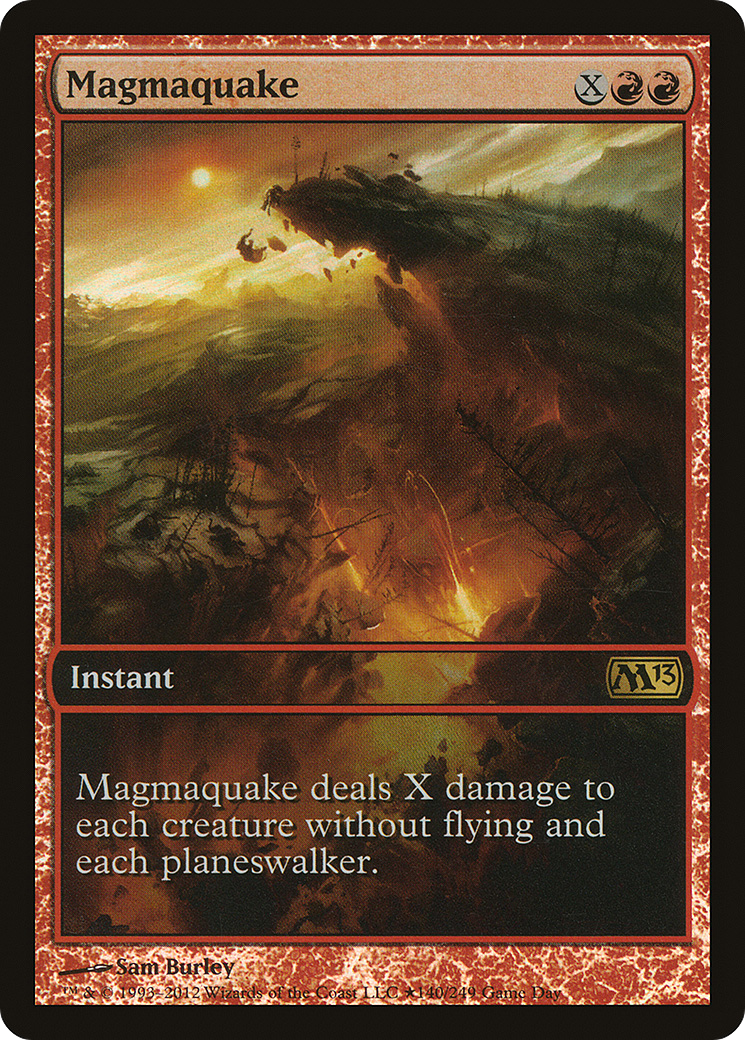 Magmaquake X
Instant M13
Magmaquake deals X damage to
each creature without flying and
each planeswalker.
Sam Burley
™ & © 1993–2012 Wizards of the Coast LLC ★140/249 Game Day